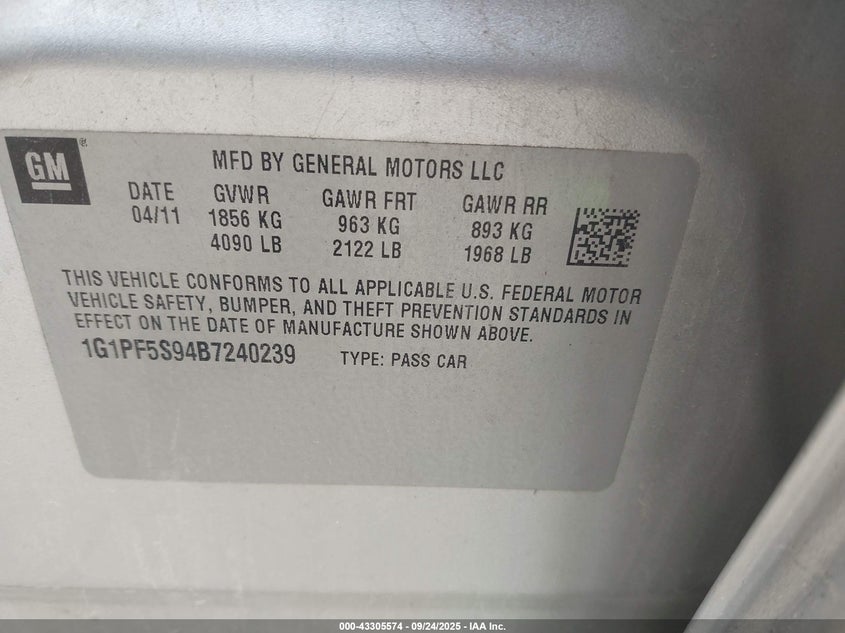 GM ®
MFD BY GENERAL MOTORS LLC
DATE GVWR GAWR FRT GAWR RR
04/11 1856 KG 963 KG 893 KG
4090 LB 2122 LB 1968 LB
THIS VEHICLE CONFORMS TO ALL APPLICABLE U.S. FEDERAL MOTOR
VEHICLE SAFETY, BUMPER, AND THEFT PREVENTION STANDARDS IN
EFFECT ON THE DATE OF MANUFACTURE SHOWN ABOVE.
1G1PF5S94B7240239 TYPE: PASS CAR
000-43305574 - 09/24/2025 - IAA Inc.